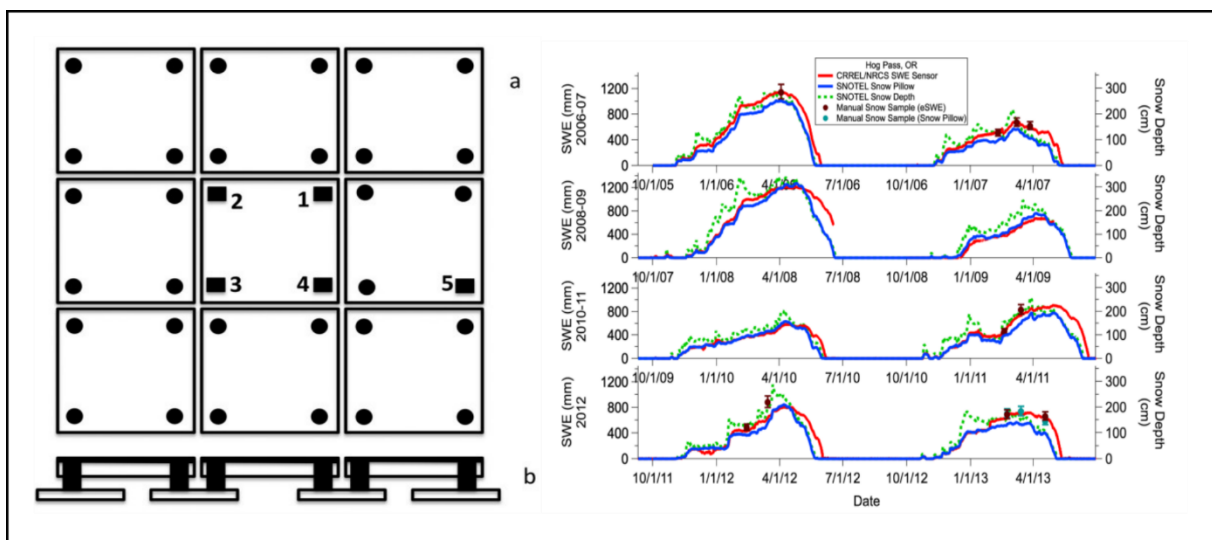 a
2 1
3 4 5
b
Hog Pass, OR
CRREL/NRCS SWE Sensor
SNOTEL Snow Pillow
SNOTEL Snow Depth
Manual Snow Sample (eSWE)
Manual Snow Sample (Snow Pillow)
SWE (mm)
2006-07
1200
800
400
0
300
200
100
0
Snow Depth
(cm)
10/1/05 1/1/06 4/1/06 7/1/06 10/1/06 1/1/07 4/1/07
SWE (mm)
2008-09
1200
800
400
0
300
200
100
0
Snow Depth
(cm)
10/1/07 1/1/08 4/1/08 7/1/08 10/1/08 1/1/09 4/1/09
SWE (mm)
2010-11
1200
800
400
0
300
200
100
0
Snow Depth
(cm)
10/1/09 1/1/10 4/1/10 7/1/10 10/1/10 1/1/11 4/1/11
SWE (mm)
2012
1200
800
400
0
300
200
100
0
Snow Depth
(cm)
10/1/11 1/1/12 4/1/12 7/1/12 10/1/12 1/1/13 4/1/13
Date